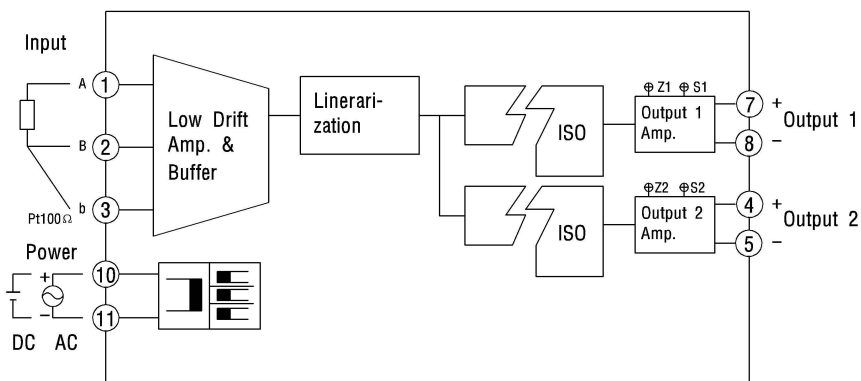 Input
A 1
B 2
b 3
Pt100Ω
Low Drift
Amp. &
Buffer
Linerari-
zation
ISO
Z1 S1
Output 1
Amp.
7 +
8 −
Output 1
ISO
Z2 S2
Output 2
Amp.
4 +
5 −
Output 2
Power
+ 10
− 11
DC AC